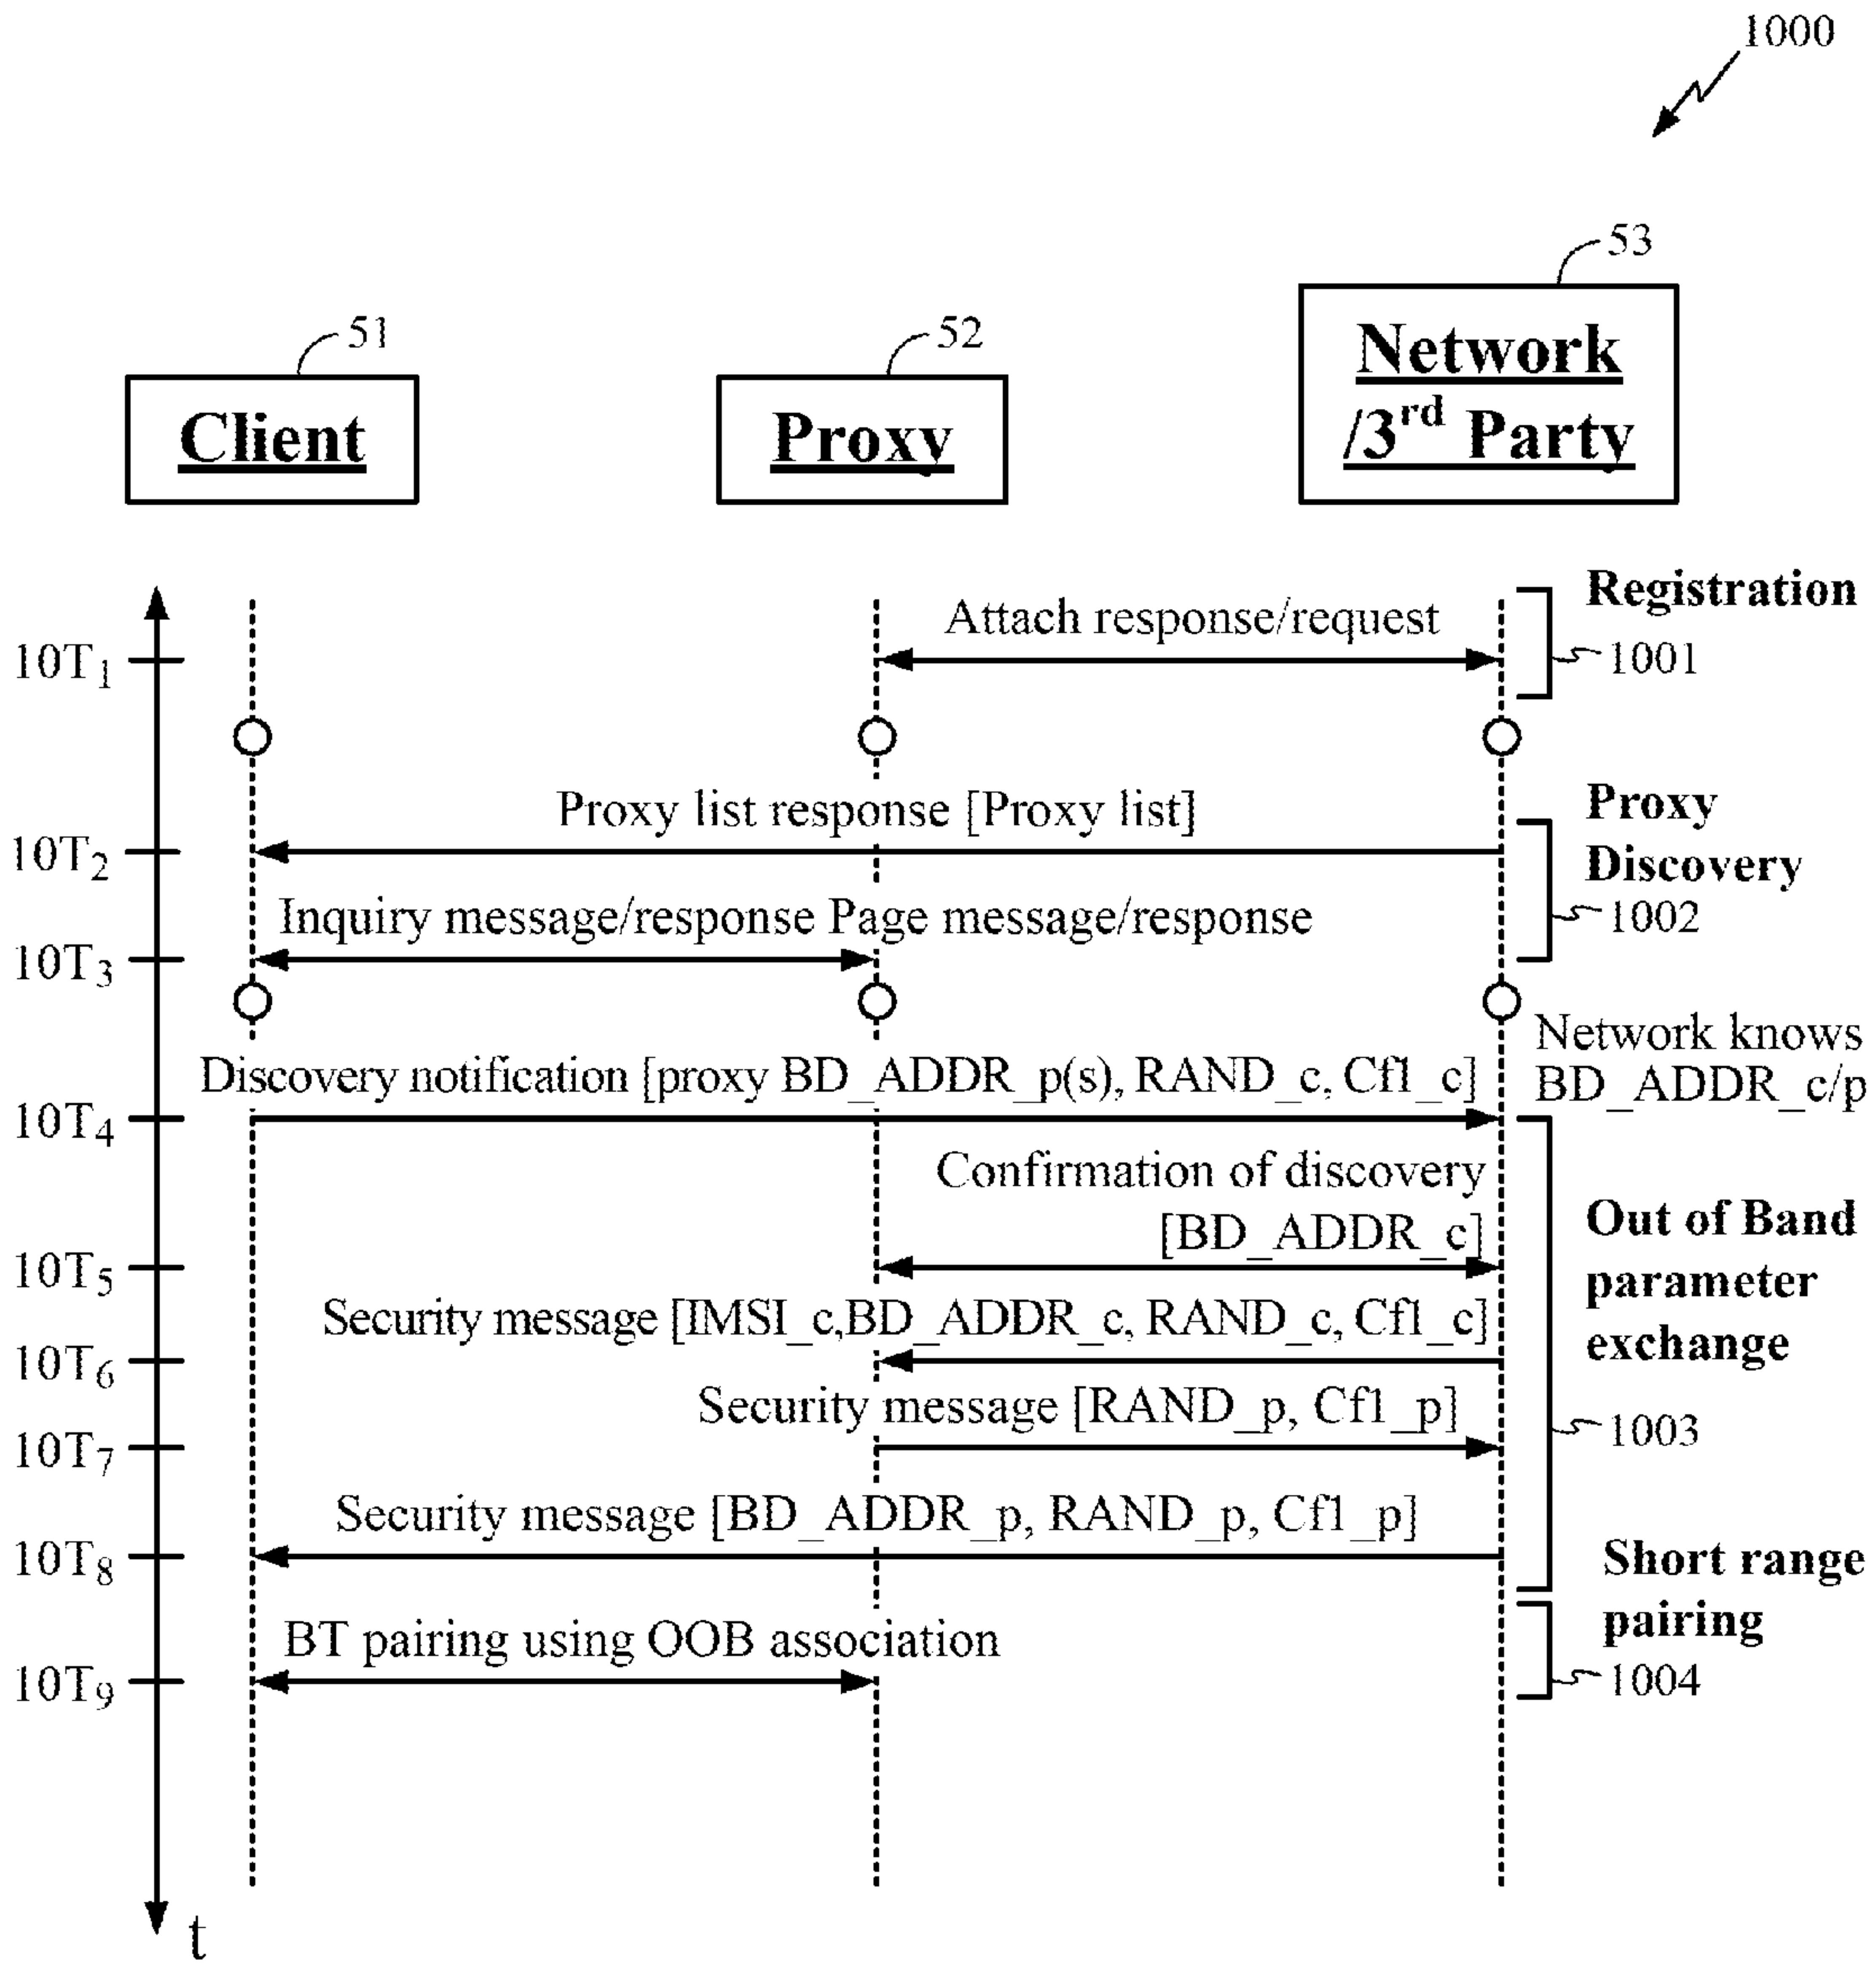 1000
53
51
52
Network
/3rd Party
Client
Proxy
Registration
Attach response/request
10T1
1001
Proxy
Discovery
Proxy list response [Proxy list]
10T2
Inquiry message/response Page message/response
1002
10T3
Network knows
BD_ADDR_c/p
Discovery notification [proxy BD_ADDR_p(s), RAND_c, Cf1_c]
10T4
Confirmation of discovery
[BD_ADDR_c]
Out of Band
parameter
exchange
10T5
Security message [IMSI_c,BD_ADDR_c, RAND_c, Cf1_c]
10T6
Security message [RAND_p, Cf1_p]
1003
10T7
Security message [BD_ADDR_p, RAND_p, Cf1_p]
10T8
Short range
pairing
BT pairing using OOB association
10T9
1004
t